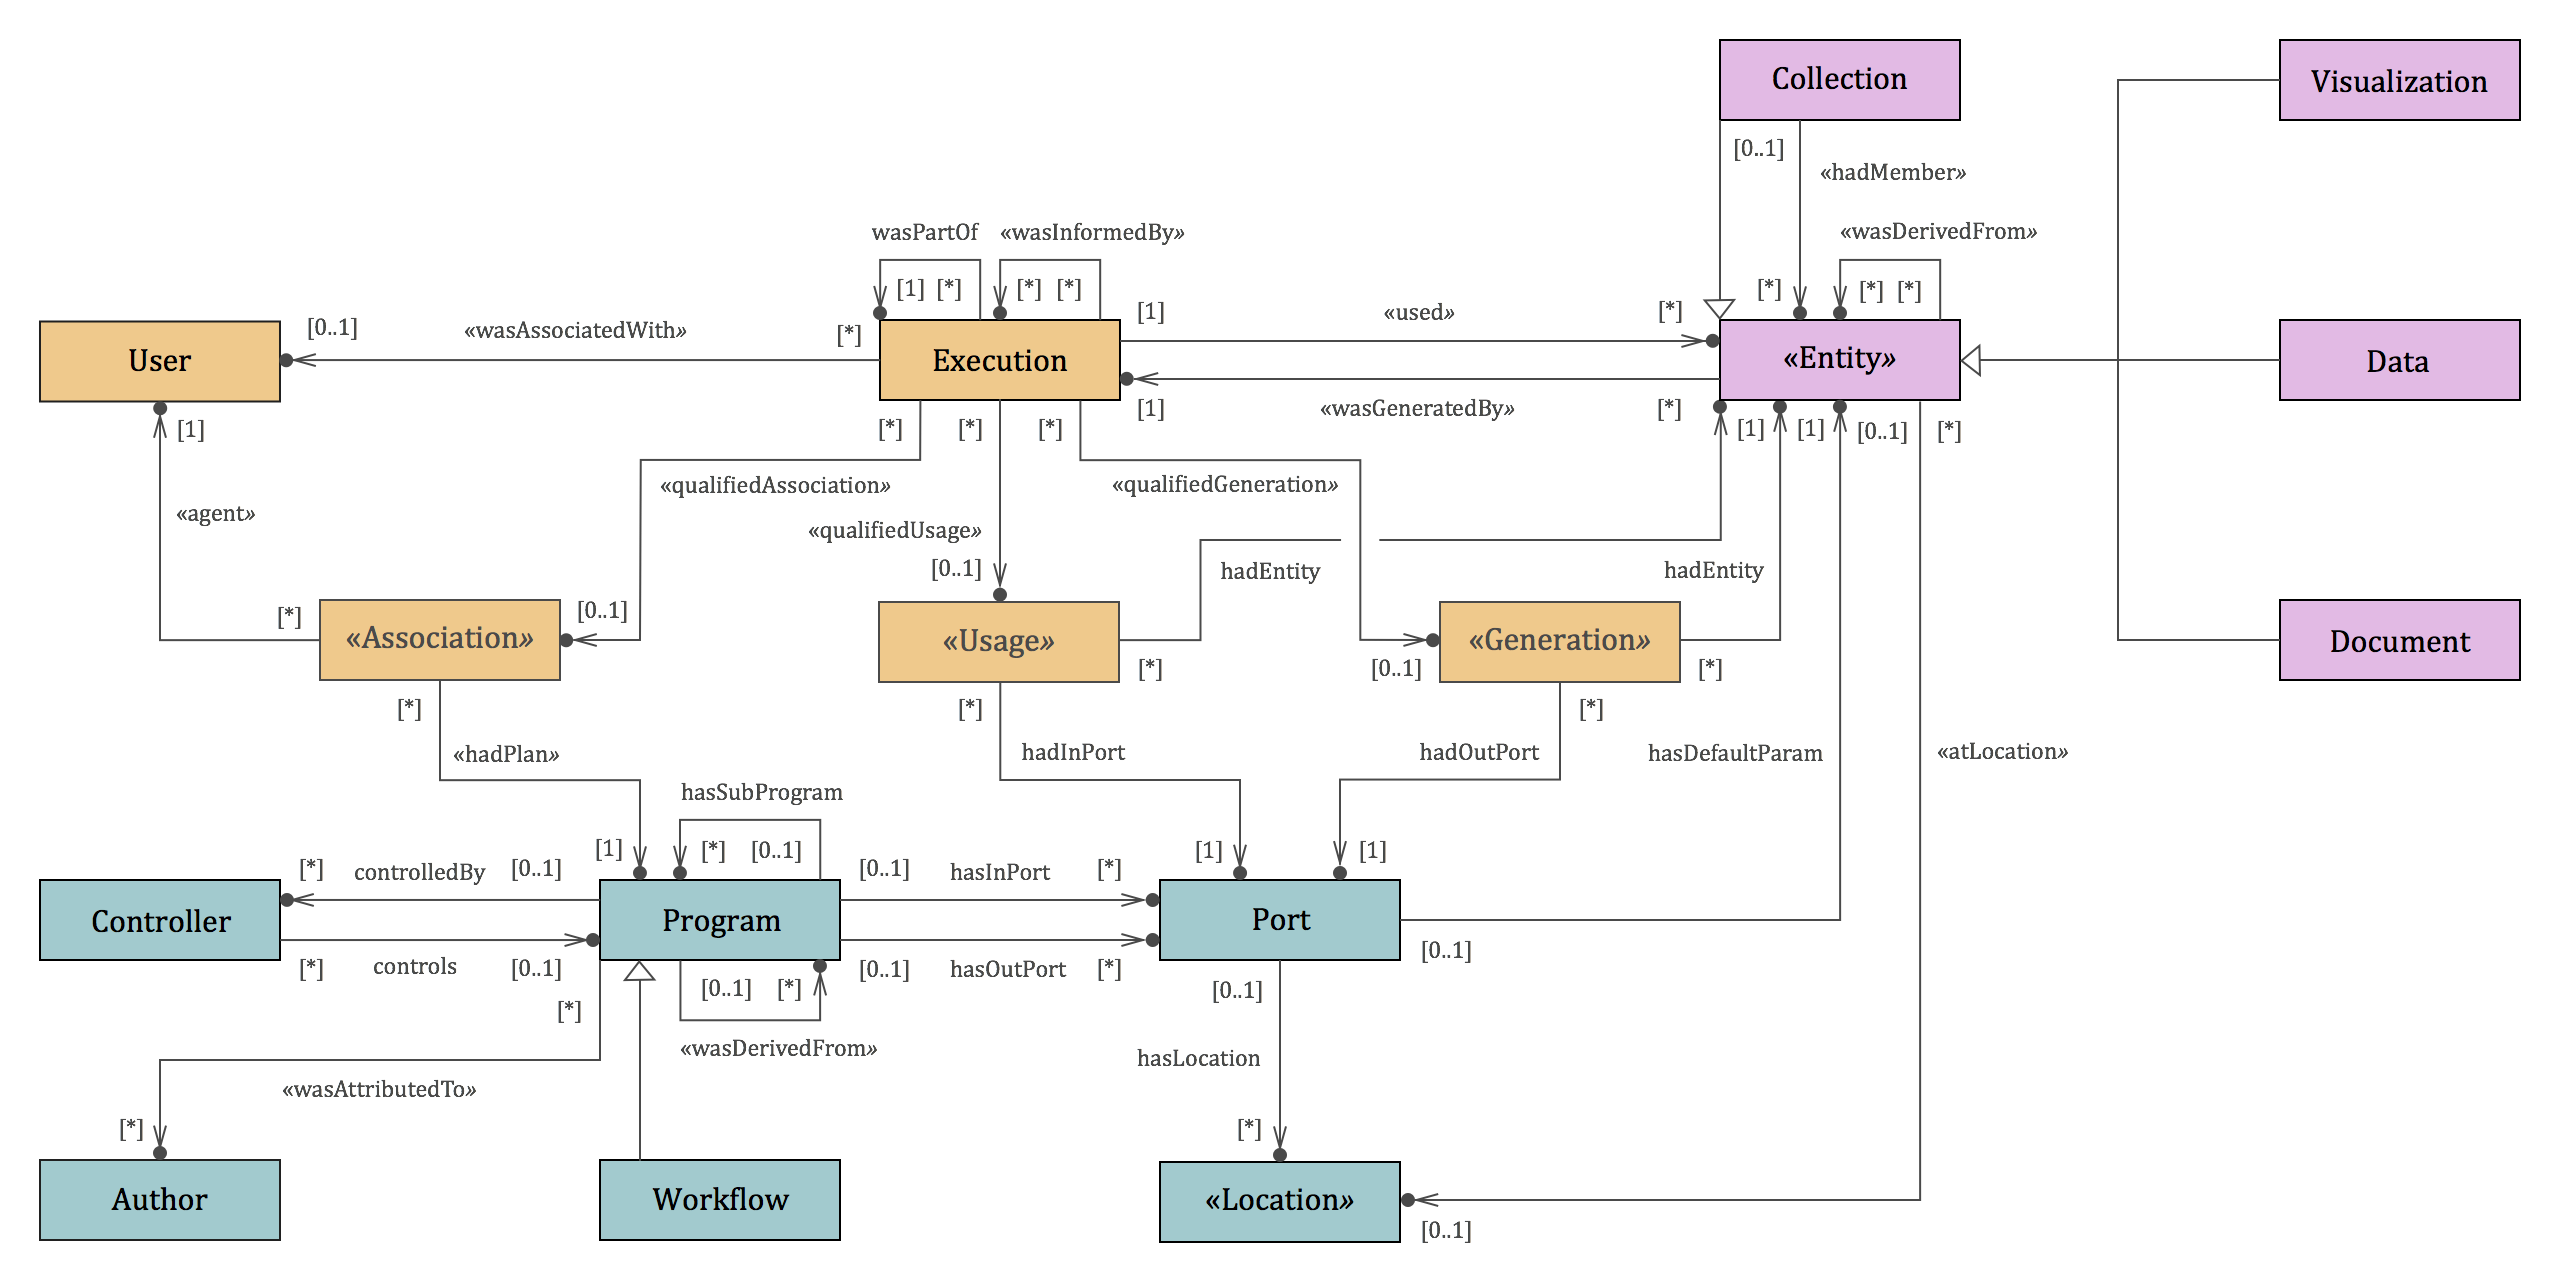 Collection
Visualization
[0..1]
«hadMember»
wasPartOf
«wasInformedBy»
«wasDerivedFrom»
[1]
[*]
[*]
[*]
[*]
[*]
[*]
[0..1]
«wasAssociatedWith»
[*]
[1]
«used»
[*]
User
Execution
«Entity»
Data
[1]
«wasGeneratedBy»
[*]
[1]
[*]
[*]
[*]
[1]
[1]
[0..1]
[*]
«qualifiedAssociation»
«qualifiedGeneration»
«agent»
«qualifiedUsage»
[0..1]
hadEntity
hadEntity
[*]
[0..1]
«Association»
«Usage»
«Generation»
Document
[*]
[0..1]
[*]
[*]
[*]
[*]
«hadPlan»
hadInPort
hadOutPort
hasDefaultParam
«atLocation»
hasSubProgram
[1]
[*]
[0..1]
[1]
[1]
[*]
controlledBy
[0..1]
[0..1]
hasInPort
[*]
Controller
Program
Port
[*]
controls
[0..1]
[0..1]
hasOutPort
[*]
[0..1]
[*]
[0..1]
[*]
[0..1]
«wasDerivedFrom»
hasLocation
«wasAttributedTo»
[*]
[*]
Author
Workflow
«Location»
[0..1]